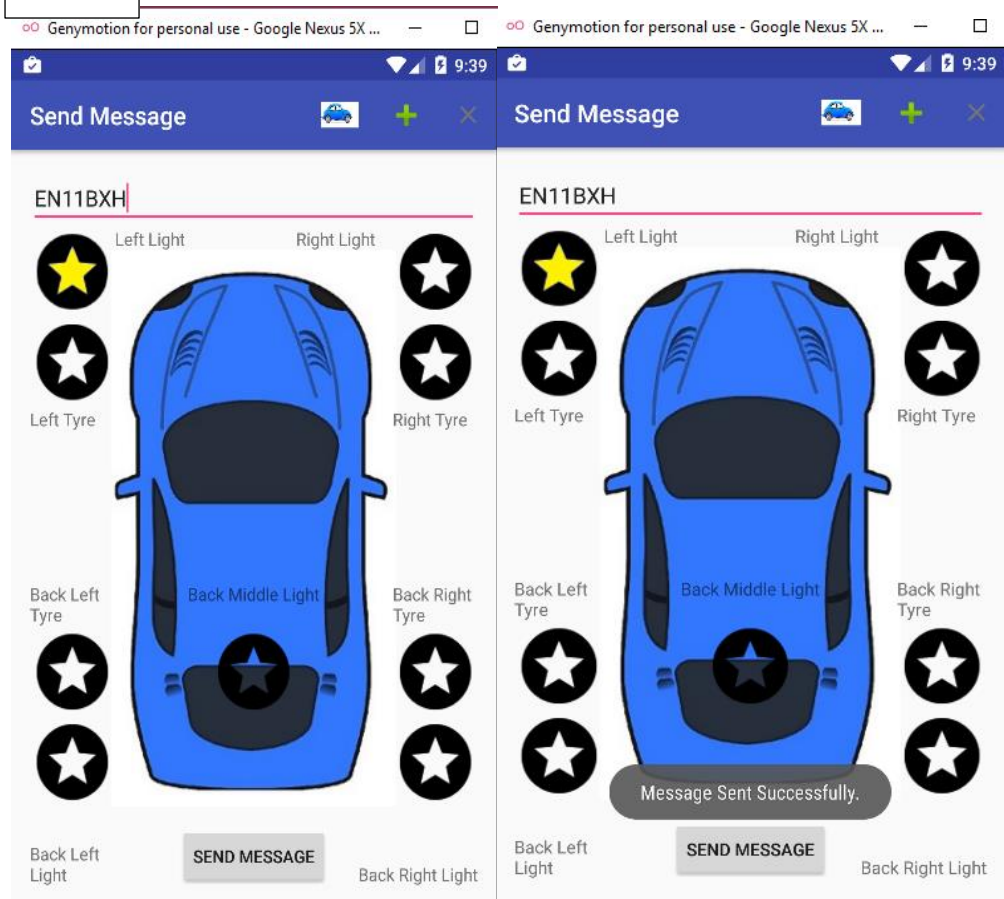 Genymotion for personal use - Google Nexus 5X ...
9:39
Send Message
EN11BXH
Left Light
Right Light
Left Tyre
Right Tyre
Back Left
Tyre
Back Middle Light
Back Right
Tyre
Back Left
Light
SEND MESSAGE
Back Right Light
Genymotion for personal use - Google Nexus 5X ...
9:39
Send Message
EN11BXH
Left Light
Right Light
Left Tyre
Right Tyre
Back Left
Tyre
Back Middle Light
Back Right
Tyre
Message Sent Successfully.
Back Left
Light
SEND MESSAGE
Back Right Light